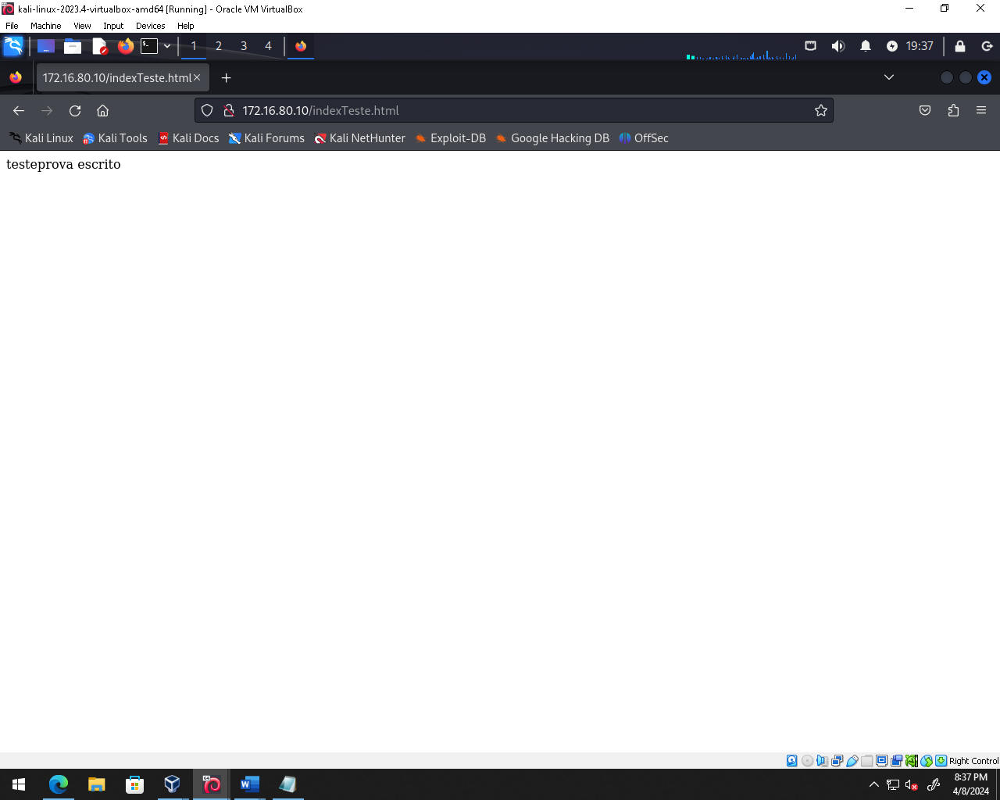 kali-linux-2023.4-virtualbox-amd64 [Running] - Oracle VM VirtualBox
File Machine View Input Devices Help
1 2 3 4 19:37
172.16.80.10/indexTeste.html
172.16.80.10/indexTeste.html
Kali Linux Kali Tools Kali Docs Kali Forums Kali NetHunter Exploit-DB Google Hacking DB OffSec
testeprova escrito
Right Control
8:37 PM
4/8/2024